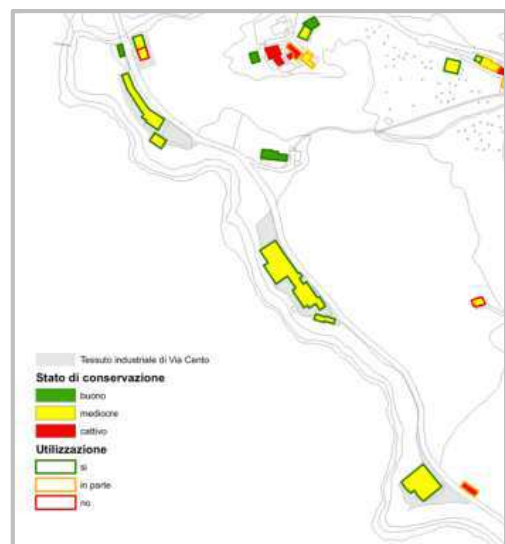 Tessuto industriale di Via Cento
Stato di conservazione
buono
mediocre
cattivo
Utilizzazione
si
in parte
no